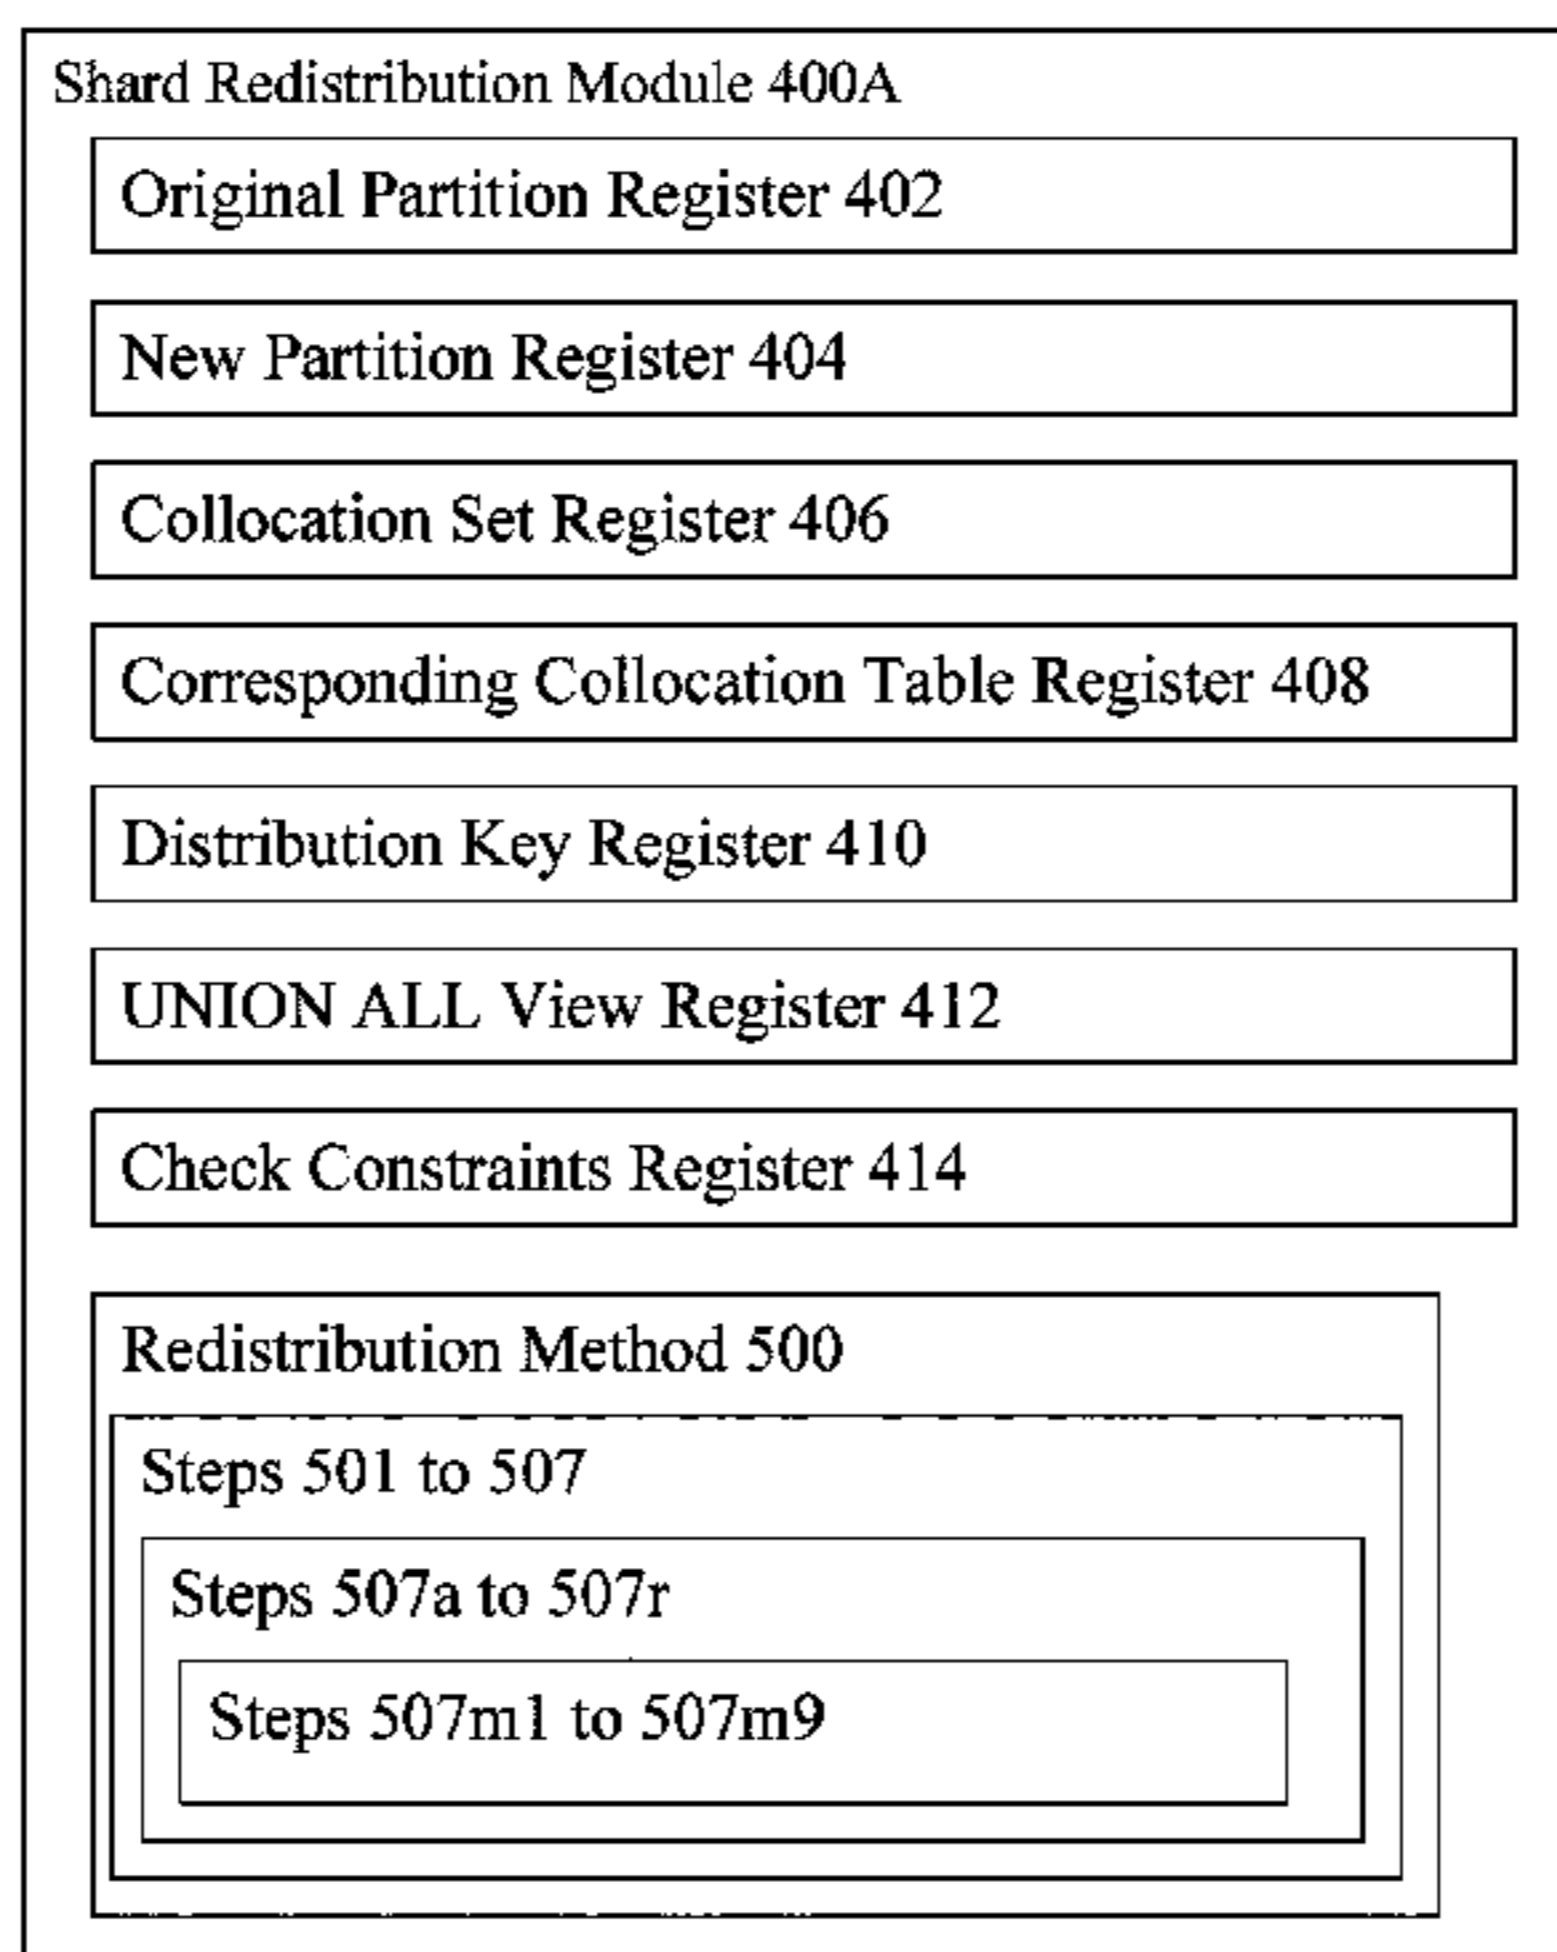 Shard Redistribution Module 400A
Original Partition Register 402
New Partition Register 404
Collocation Set Register 406
Corresponding Collocation Table Register 408
Distribution Key Register 410
UNION ALL View Register 412
Check Constraints Register 414
Redistribution Method 500
Steps 501 to 507
Steps 507a to 507r
Steps 507m1 to 507m9